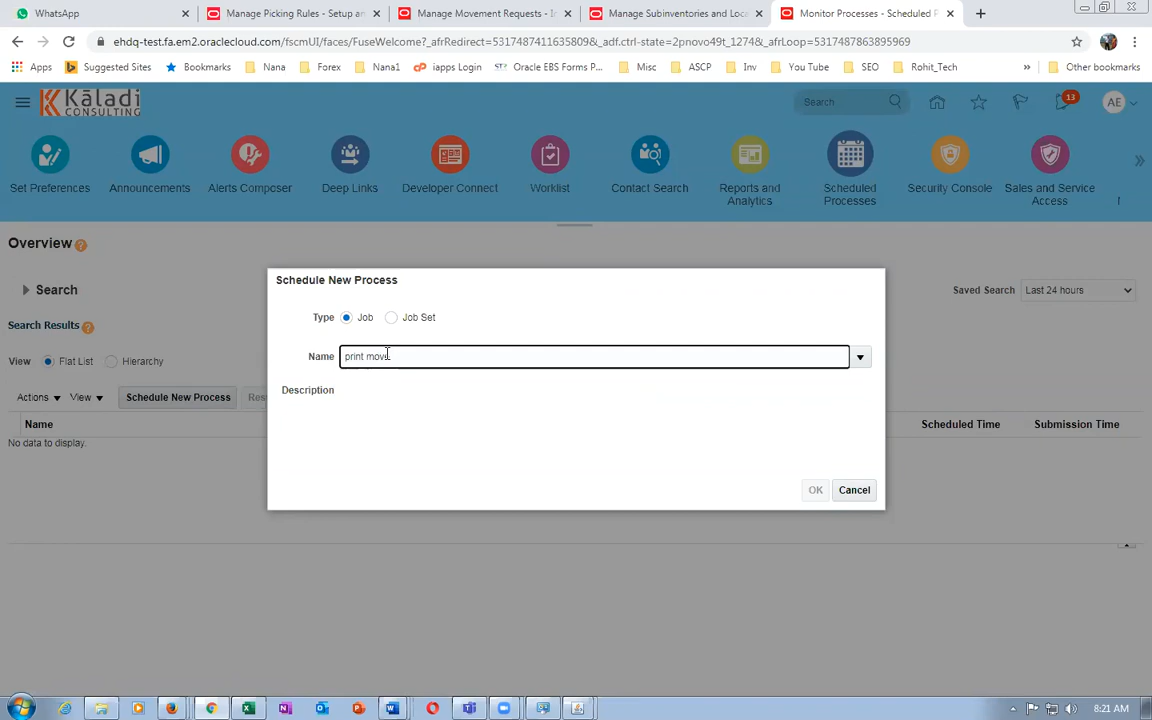 WhatsApp
Manage Picking Rules - Setup an
Manage Movement Requests - In
Manage Subinventories and Loca
Monitor Processes - Scheduled P
ehdq-test.fa.em2.oraclecloud.com/fscmUI/faces/FuseWelcome?_afrRedirect=5317487411635809&_adf.ctrl-state=2pnovo49t_1274&_afrLoop=5317487863895969
Apps Suggested Sites Bookmarks Nana Forex Nana1 iapps Login Oracle EBS Forms P... Misc ASCP Inv You Tube SEO Rohit_Tech » Other bookmarks
Kāladi
CONSULTING
Search
13
AE
Set Preferences
Announcements
Alerts Composer
Deep Links
Developer Connect
Worklist
Contact Search
Reports and
Analytics
Scheduled
Processes
Security Console
Sales and Service
Access
Overview
Search
Saved Search Last 24 hours
Search Results
View Flat List Hierarchy
Actions View Schedule New Process
Name Scheduled Time Submission Time
No data to display.
Schedule New Process
Type Job Job Set
Name print move
Description
OK Cancel
8:21 AM